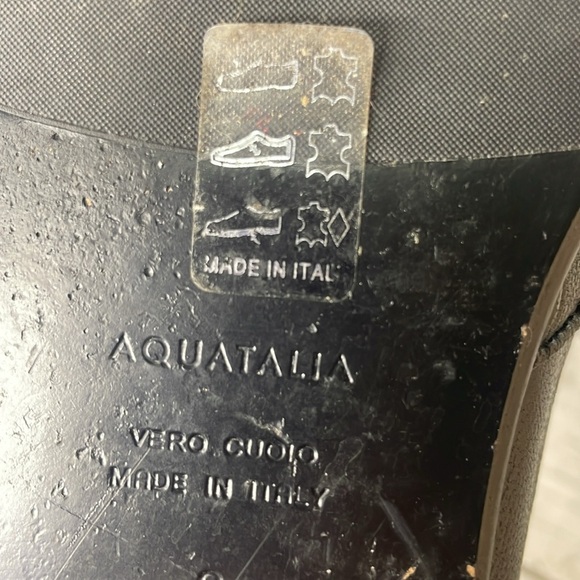 MADE IN ITAL
AQUATALIA
VERO CUOIO
MADE IN ITALY